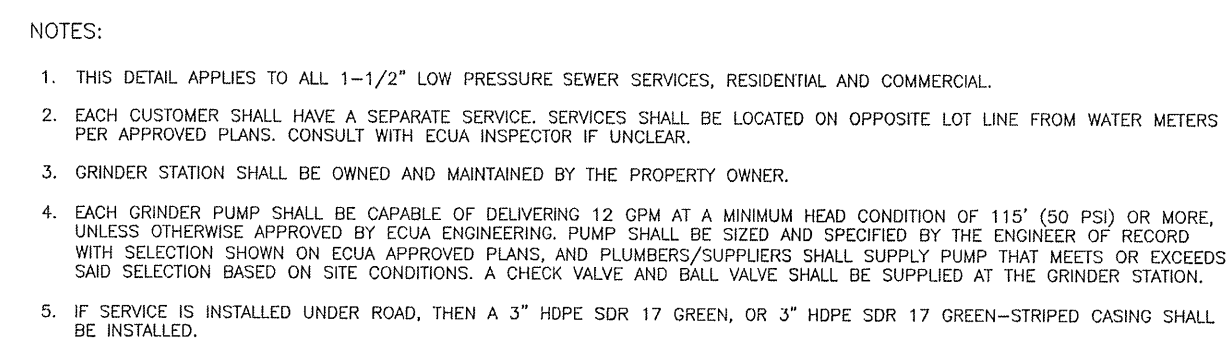 NOTES:
1. THIS DETAIL APPLIES TO ALL 1-1/2" LOW PRESSURE SEWER SERVICES, RESIDENTIAL AND COMMERCIAL.
2. EACH CUSTOMER SHALL HAVE A SEPARATE SERVICE. SERVICES SHALL BE LOCATED ON OPPOSITE LOT LINE FROM WATER METERS
PER APPROVED PLANS. CONSULT WITH ECUA INSPECTOR IF UNCLEAR.
3. GRINDER STATION SHALL BE OWNED AND MAINTAINED BY THE PROPERTY OWNER.
4. EACH GRINDER PUMP SHALL BE CAPABLE OF DELIVERING 12 GPM AT A MINIMUM HEAD CONDITION OF 115' (50 PSI) OR MORE,
UNLESS OTHERWISE APPROVED BY ECUA ENGINEERING. PUMP SHALL BE SIZED AND SPECIFIED BY THE ENGINEER OF RECORD
WITH SELECTION SHOWN ON ECUA APPROVED PLANS, AND PLUMBERS/SUPPLIERS SHALL SUPPLY PUMP THAT MEETS OR EXCEEDS
SAID SELECTION BASED ON SITE CONDITIONS. A CHECK VALVE AND BALL VALVE SHALL BE SUPPLIED AT THE GRINDER STATION.
5. IF SERVICE IS INSTALLED UNDER ROAD, THEN A 3" HDPE SDR 17 GREEN, OR 3" HDPE SDR 17 GREEN-STRIPED CASING SHALL
BE INSTALLED.